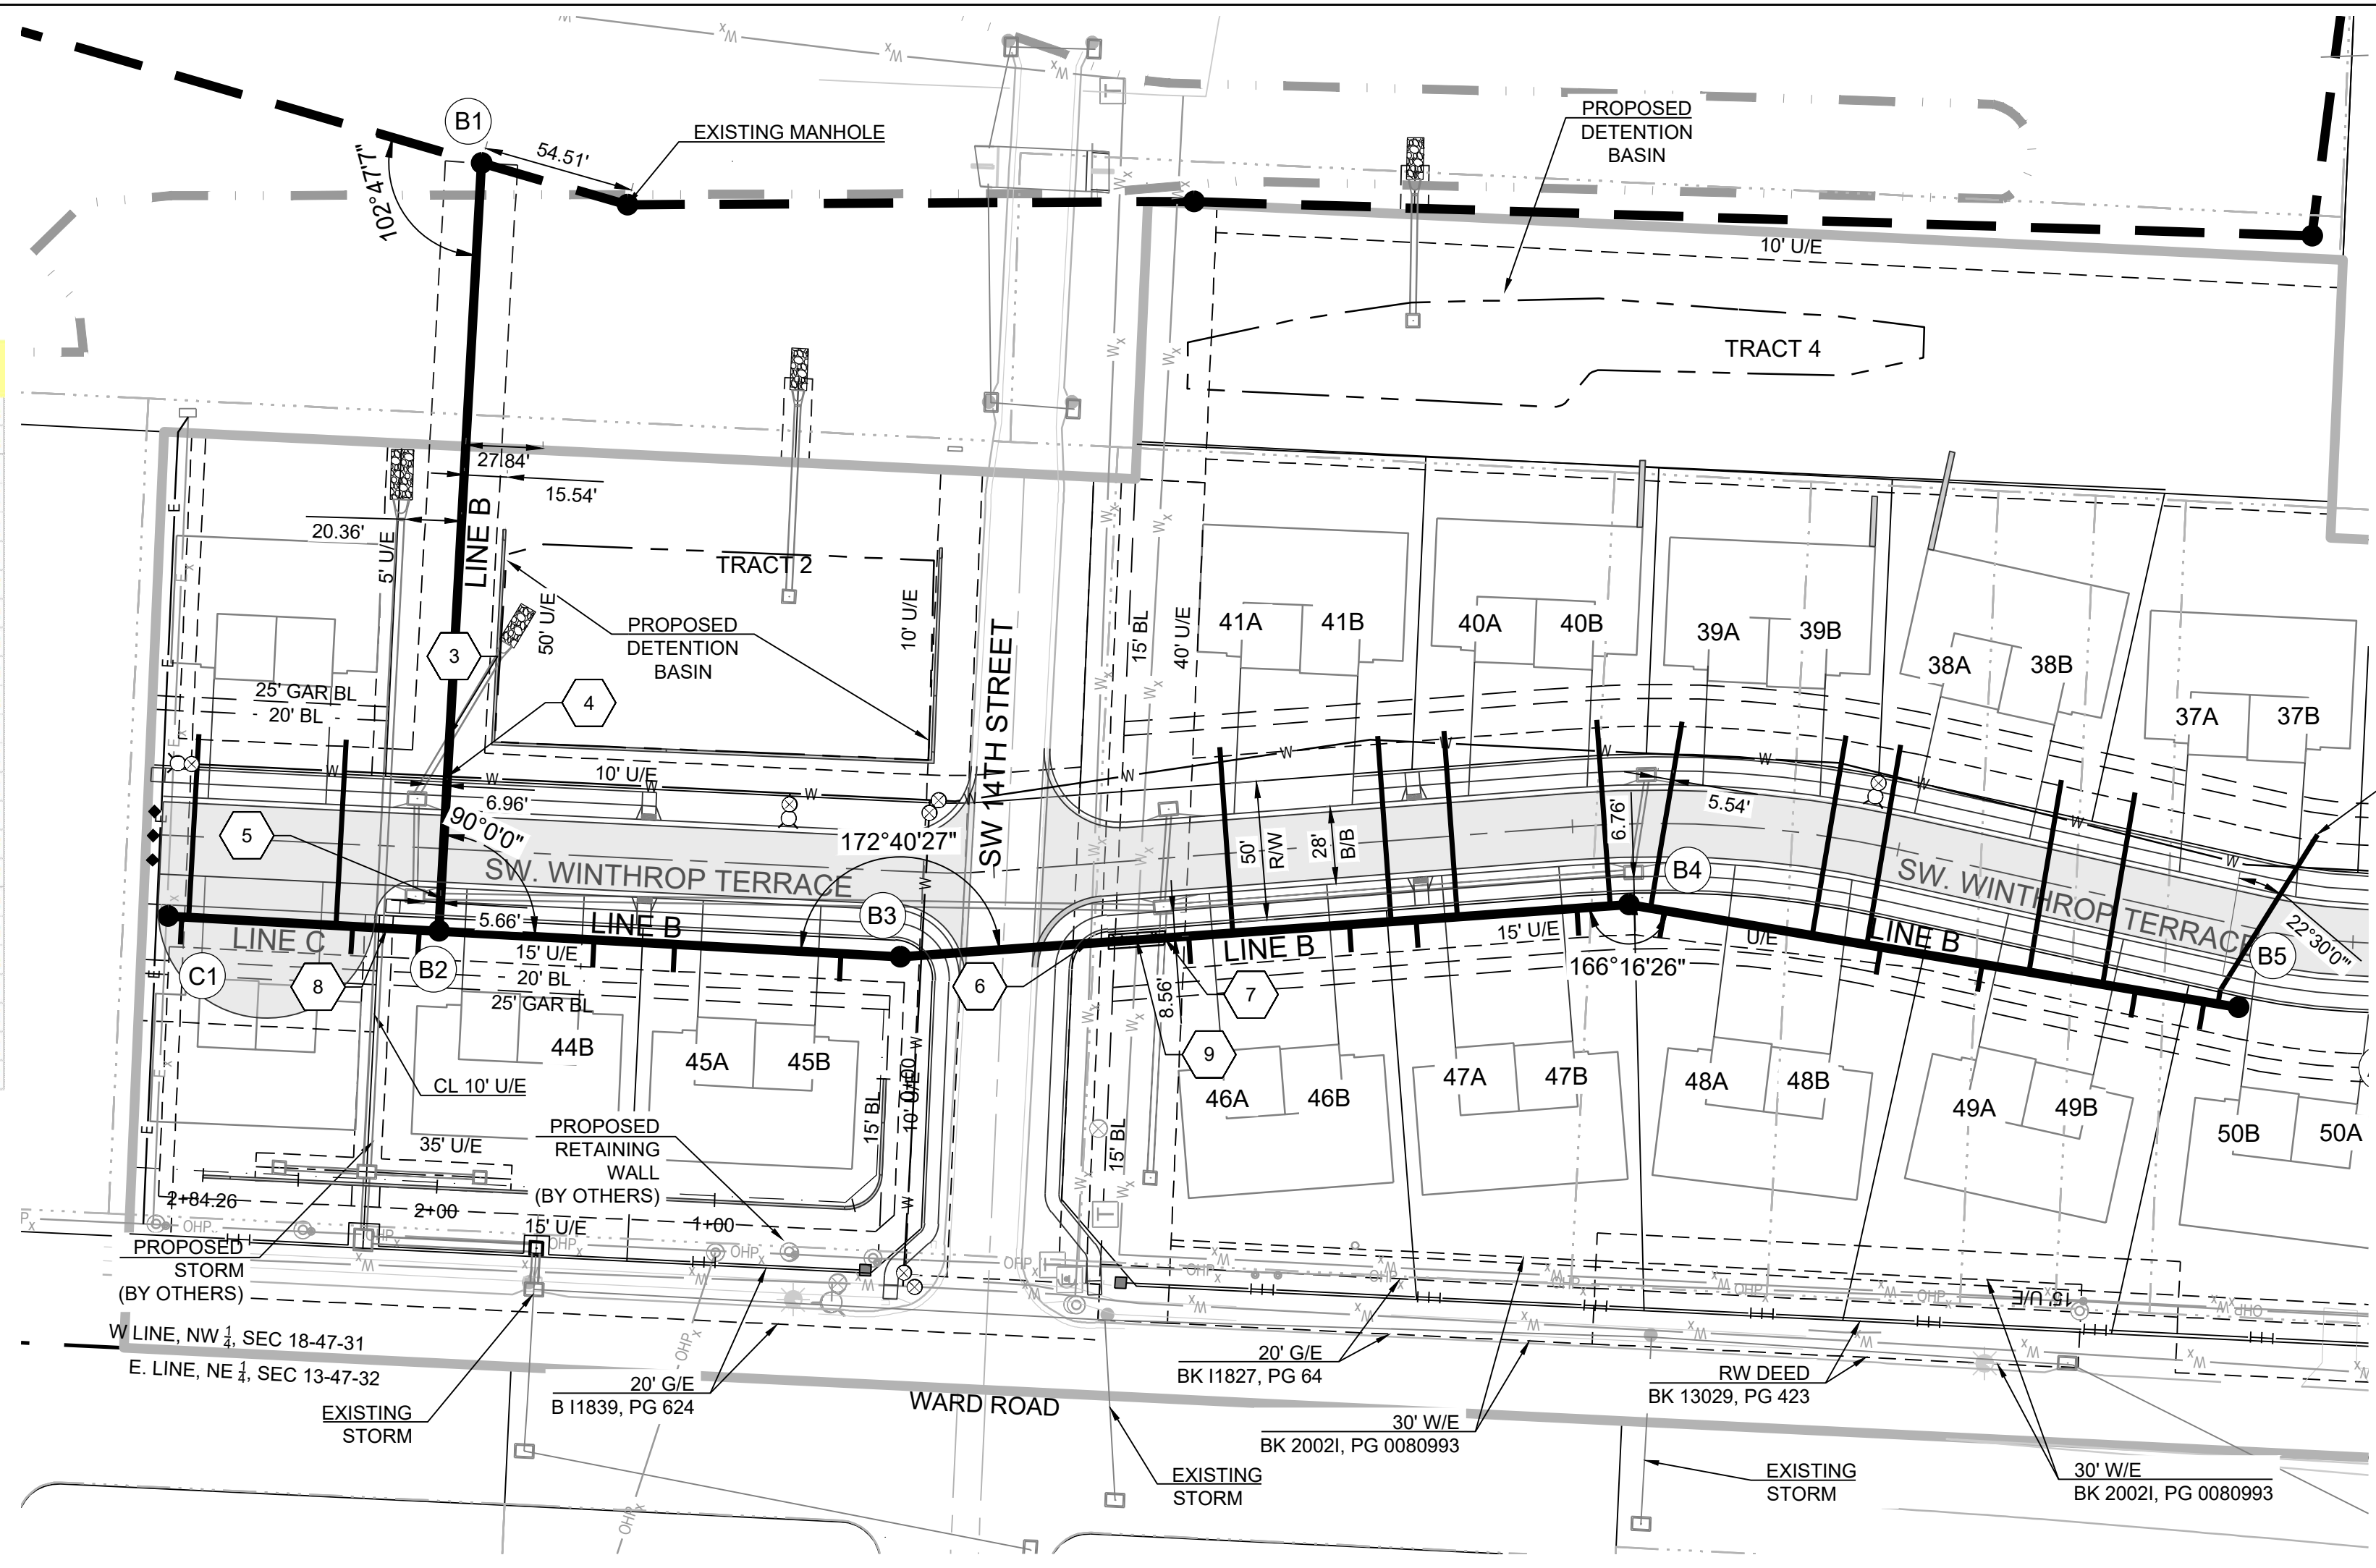 B1
54.51'
EXISTING MANHOLE
PROPOSED
DETENTION
BASIN
102°47'7"
10' U/E
TRACT 4
27.84'
15.54'
20.36'
LINE B
5' U/E
TRACT 2
50' U/E
10' U/E
PROPOSED
DETENTION
BASIN
3
4
25' GAR BL
20' BL
10' U/E
6.96'
90°0'0"
5
SW. WINTHROP TERRACE
172°40'27"
SW 14TH STREET
15' BL
40' U/E
41A
41B
40A
40B
39A
39B
38A
38B
37A
37B
50'
R/W
28'
B/B
6.76'
5.54'
B4
SW. WINTHROP TERRACE
B5
22°30'0"
B3
5.66'
LINE B
LINE C
C1
B2
8
15' U/E
20' BL
25' GAR BL
6
7
9
8.56'
LINE B
15' U/E
166°16'26"
U/E
LINE B
44B
45A
45B
46A
46B
47A
47B
48A
48B
49A
49B
50B
50A
CL 10' U/E
15' BL
0+00
10' U/E
15' BL
35' U/E
PROPOSED
RETAINING
WALL
(BY OTHERS)
2+84.26
2+00
15' U/E
1+00
PROPOSED
STORM
(BY OTHERS)
15' U/E
W LINE, NW 1/4, SEC 18-47-31
E. LINE, NE 1/4, SEC 13-47-32
EXISTING
STORM
20' G/E
B I1839, PG 624
WARD ROAD
20' G/E
BK I1827, PG 64
30' W/E
BK 2002I, PG 0080993
RW DEED
BK 13029, PG 423
EXISTING
STORM
EXISTING
STORM
30' W/E
BK 2002I, PG 0080993